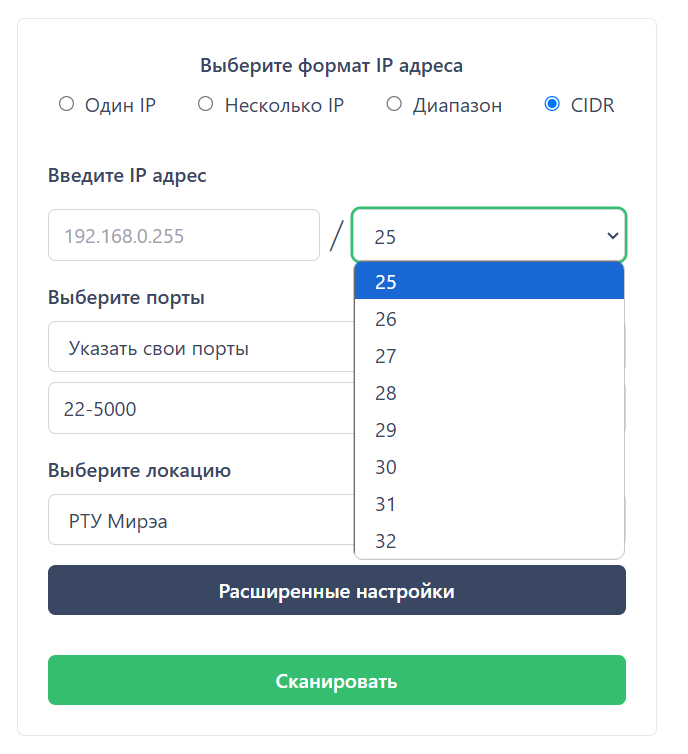 Выберите формат IP адреса
Один IP Несколько IP Диапазон CIDR
Введите IP адрес
192.168.0.255 / 25
25
Выберите порты
26
Указать свои порты
27
28
22-5000
29
Выберите локацию
30
31
РТУ Мирэа
32
Расширенные настройки
Сканировать